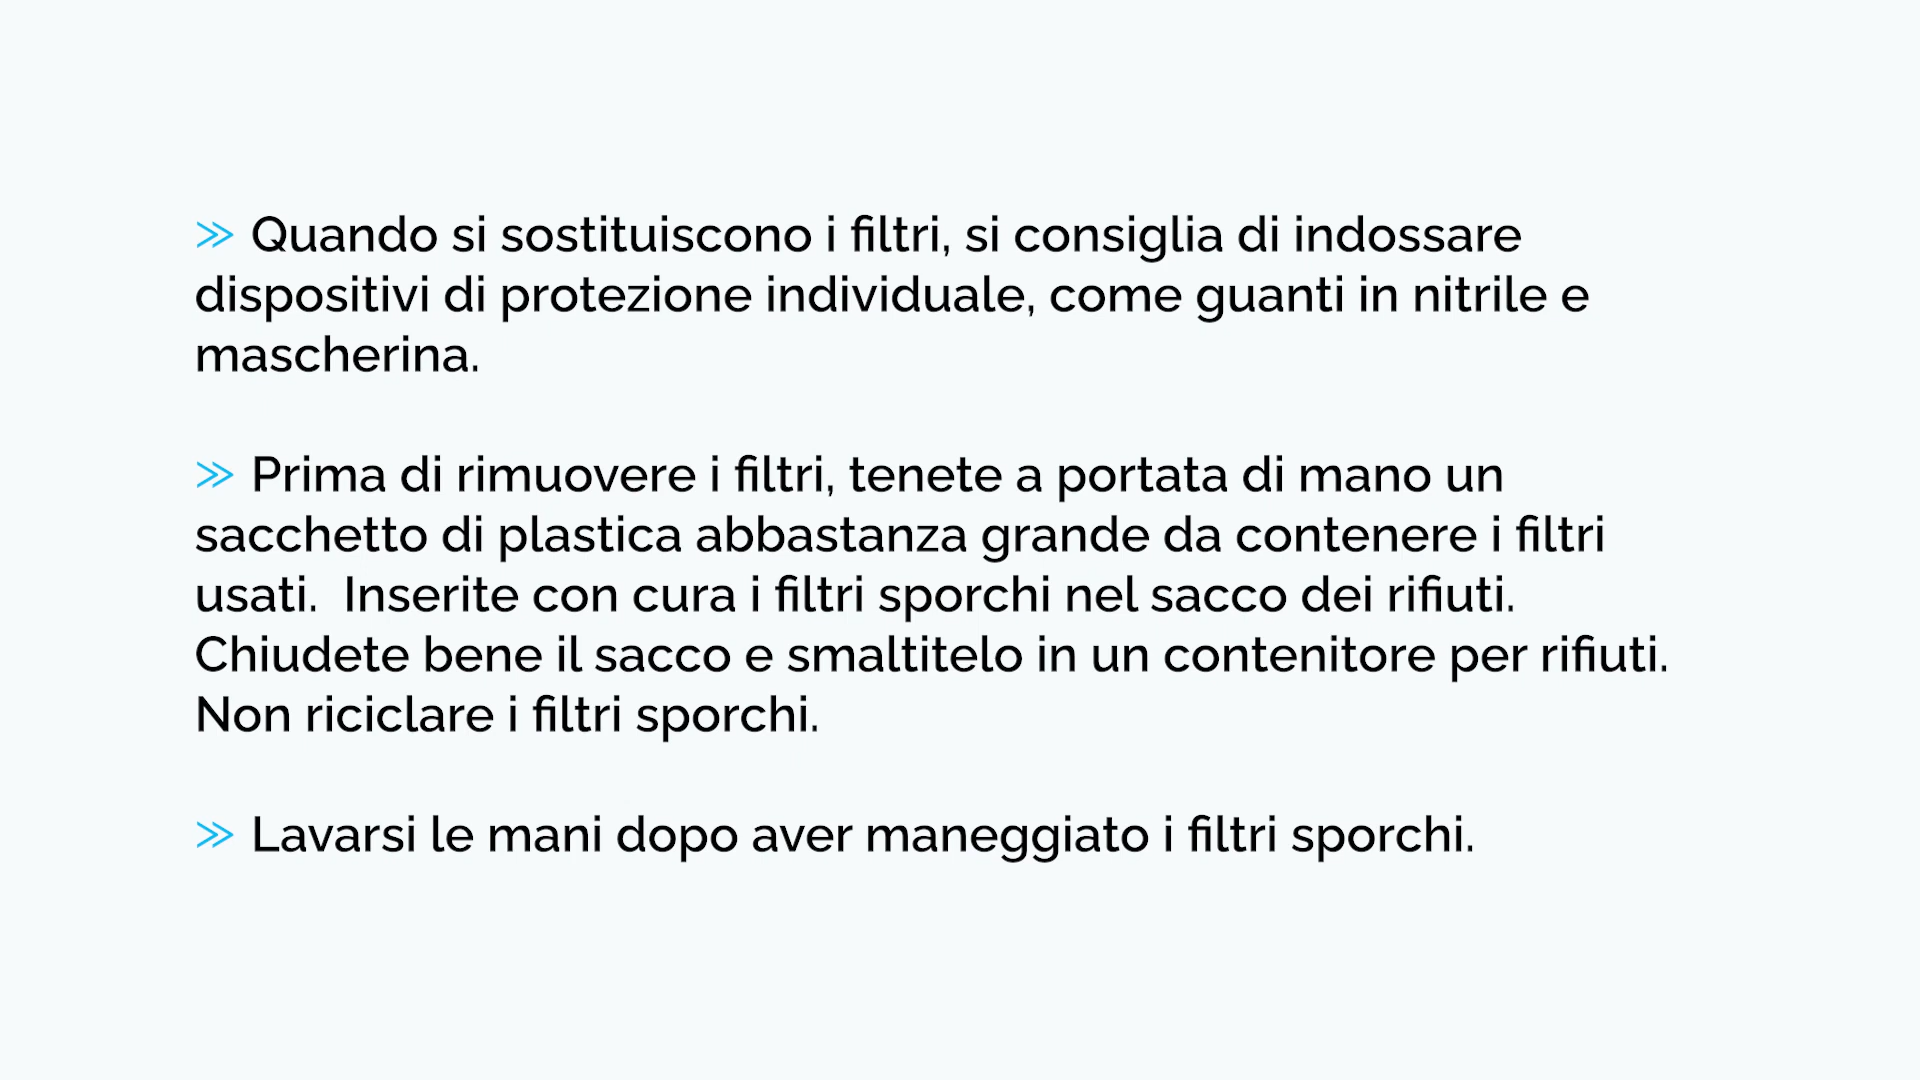 ≫ Quando si sostituiscono i filtri, si consiglia di indossare
dispositivi di protezione individuale, come guanti in nitrile e
mascherina.
≫ Prima di rimuovere i filtri, tenete a portata di mano un
sacchetto di plastica abbastanza grande da contenere i filtri
usati.  Inserite con cura i filtri sporchi nel sacco dei rifiuti.
Chiudete bene il sacco e smaltitelo in un contenitore per rifiuti.
Non riciclare i filtri sporchi.
≫ Lavarsi le mani dopo aver maneggiato i filtri sporchi.